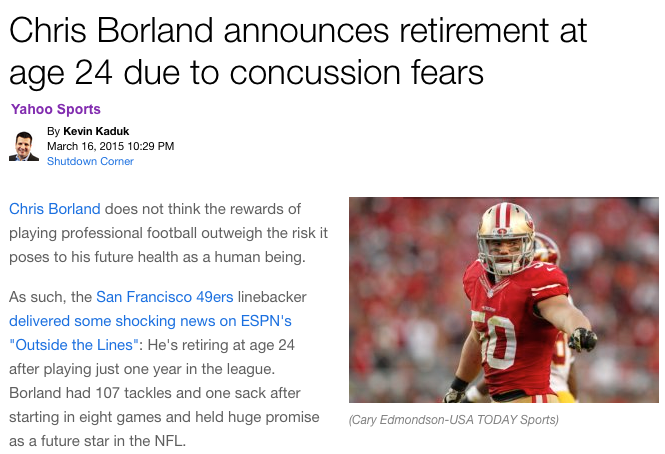 Chris Borland announces retirement at
age 24 due to concussion fears
Yahoo Sports
By Kevin Kaduk
March 16, 2015 10:29 PM
Shutdown Corner
Chris Borland does not think the rewards of
playing professional football outweigh the risk it
poses to his future health as a human being.
As such, the San Francisco 49ers linebacker
delivered some shocking news on ESPN's
"Outside the Lines": He's retiring at age 24
after playing just one year in the league.
Borland had 107 tackles and one sack after
starting in eight games and held huge promise
as a future star in the NFL.
50
(Cary Edmondson-USA TODAY Sports)